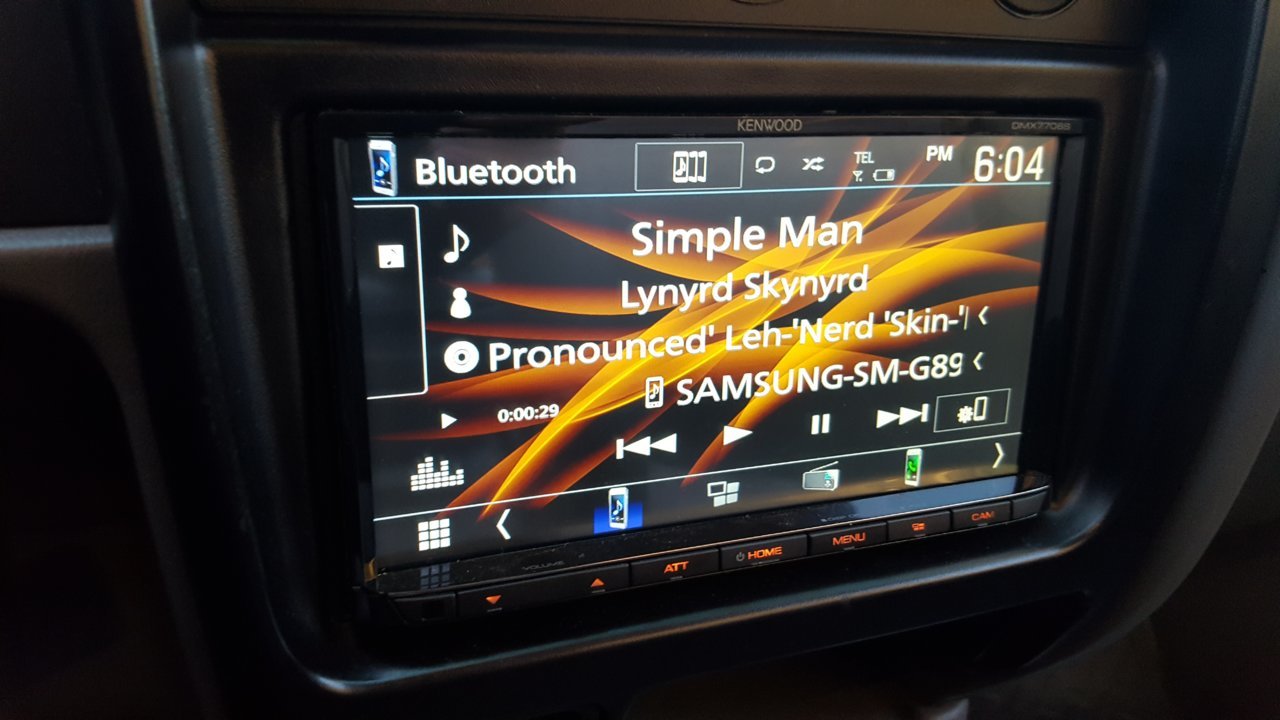 KENWOOD
DMX7706S
Bluetooth
TEL
PM 6:04
Simple Man
Lynyrd Skynyrd
Pronounced' Leh-'Nerd 'Skin-'
SAMSUNG-SM-G89
0:00:29
VOLUME
ATT
HOME
MENU
CAM